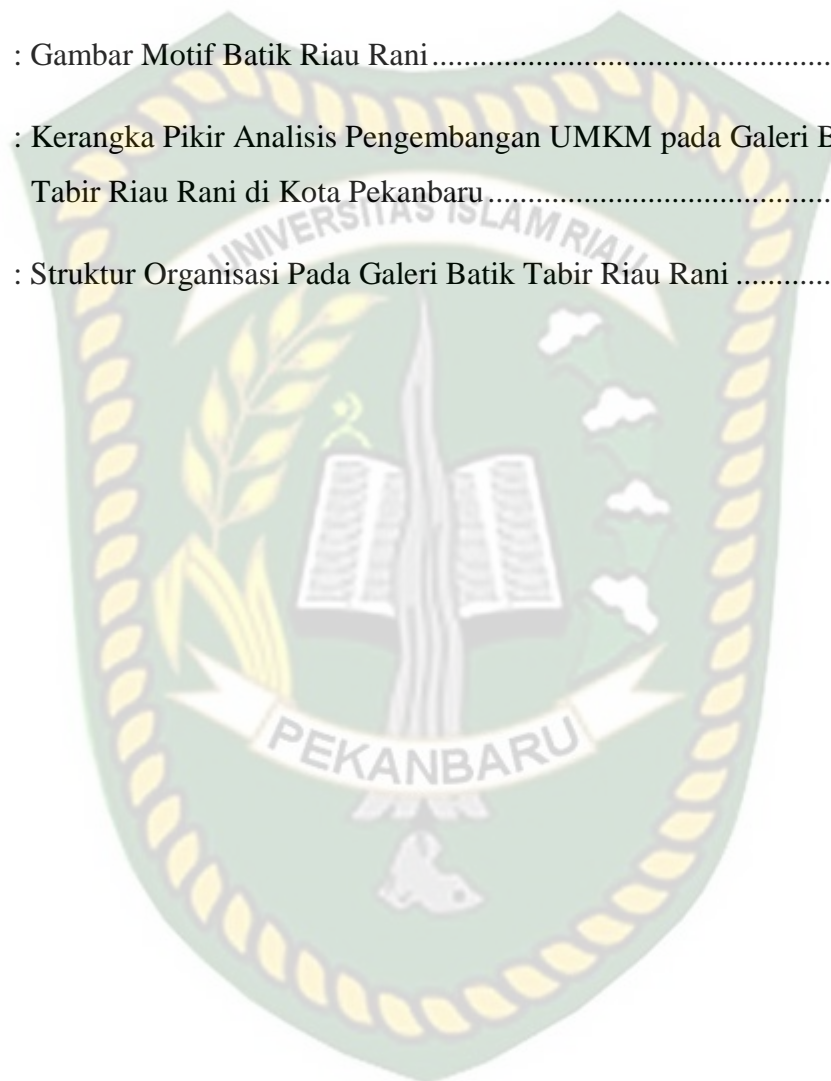 : Gambar Motif Batik Riau Rani................................................
: Kerangka Pikir Analisis Pengembangan UMKM pada Galeri B
Tabir Riau Rani di Kota Pekanbaru..........................................
: Struktur Organisasi Pada Galeri Batik Tabir Riau Rani............
UNIVERSITAS ISLAM RIAU
PEKANBARU